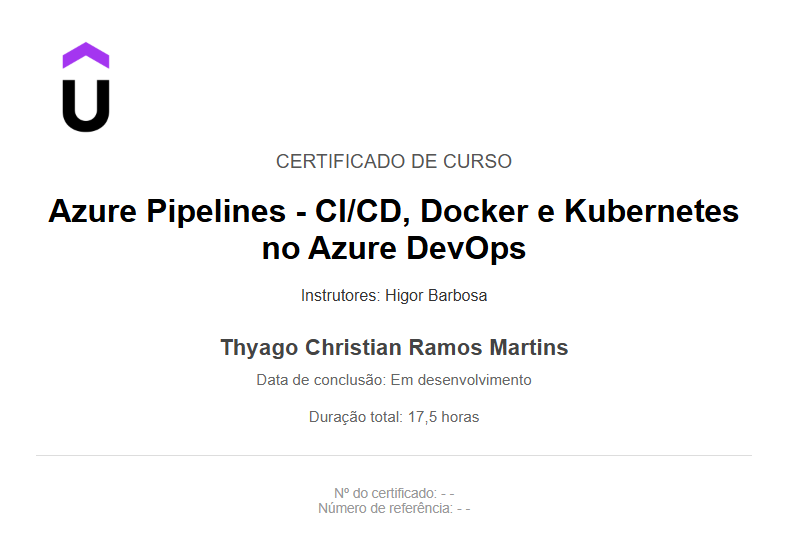 CERTIFICADO DE CURSO
Azure Pipelines - CI/CD, Docker e Kubernetes
no Azure DevOps
Instrutores: Higor Barbosa
Thyago Christian Ramos Martins
Data de conclusão: Em desenvolvimento
Duração total: 17,5 horas
Nº do certificado: - -
Número de referência: - -